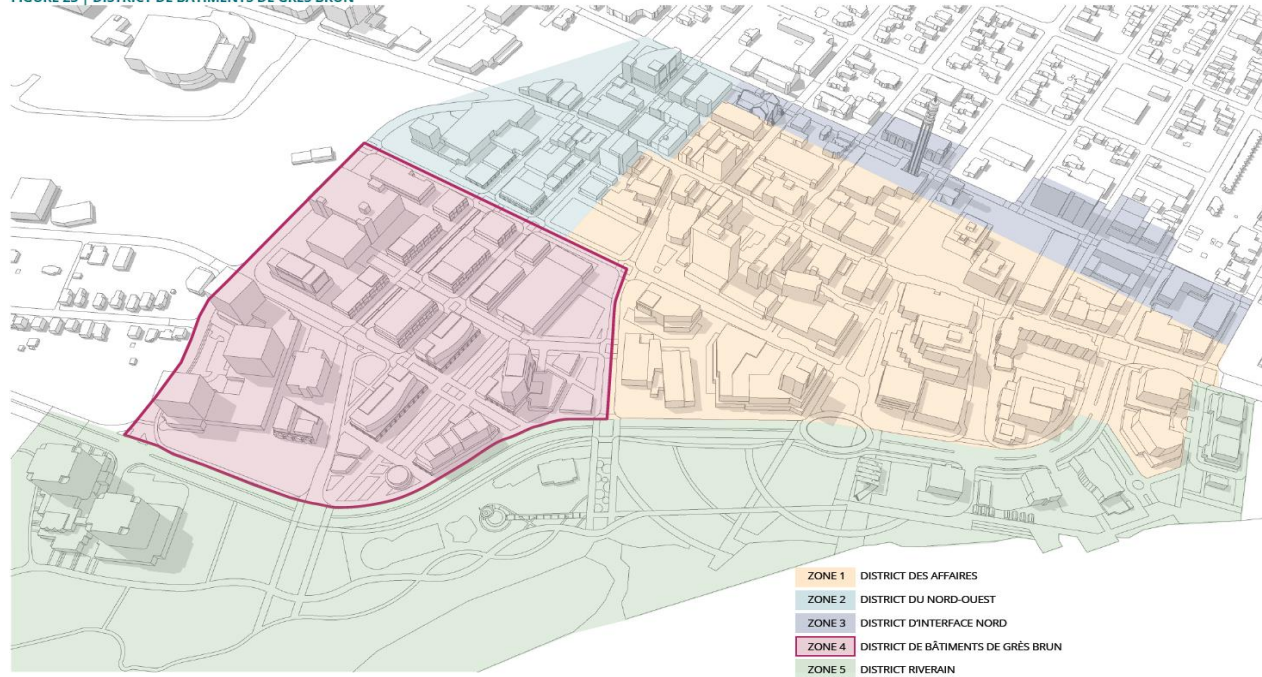 FIGURE 23 | DISTRICT DE BÂTIMENTS DE GRÈS BRUN
ZONE 1 DISTRICT DES AFFAIRES
ZONE 2 DISTRICT DU NORD-OUEST
ZONE 3 DISTRICT D'INTERFACE NORD
ZONE 4 DISTRICT DE BÂTIMENTS DE GRÈS BRUN
ZONE 5 DISTRICT RIVERAIN